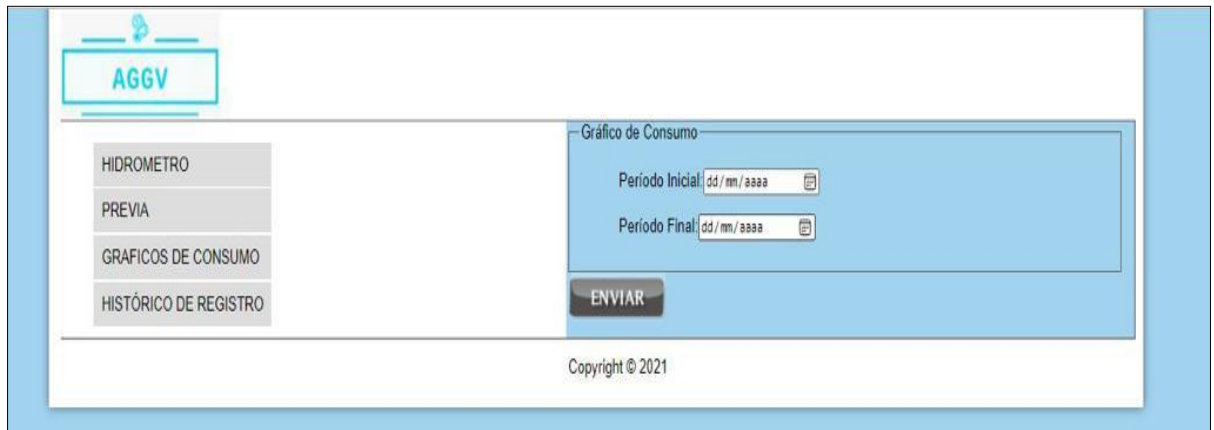 AGGV
HIDROMETRO
PREVIA
GRAFICOS DE CONSUMO
HISTÓRICO DE REGISTRO
Gráfico de Consumo
Período Inicial: dd/mm/aaaa
Período Final: dd/mm/aaaa
ENVIAR
Copyright © 2021